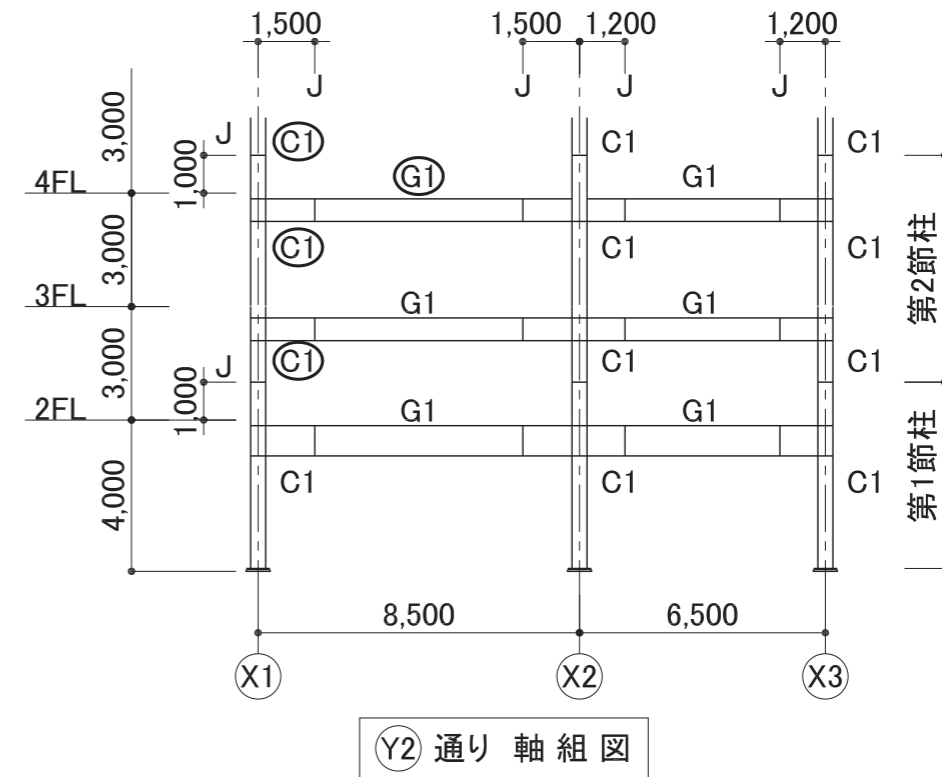 1,500 1,500 1,200 1,200
J J J J
3,000 J C1 C1 C1
1,000 G1 G1
4FL
3,000 C1 C1 C1
第2節柱
3FL
G1 G1
3,000 J C1 C1 C1
1,000 G1 G1
2FL
4,000 C1 C1 C1
第1節柱
8,500 6,500
X1 X2 X3
Y2 通り 軸組図